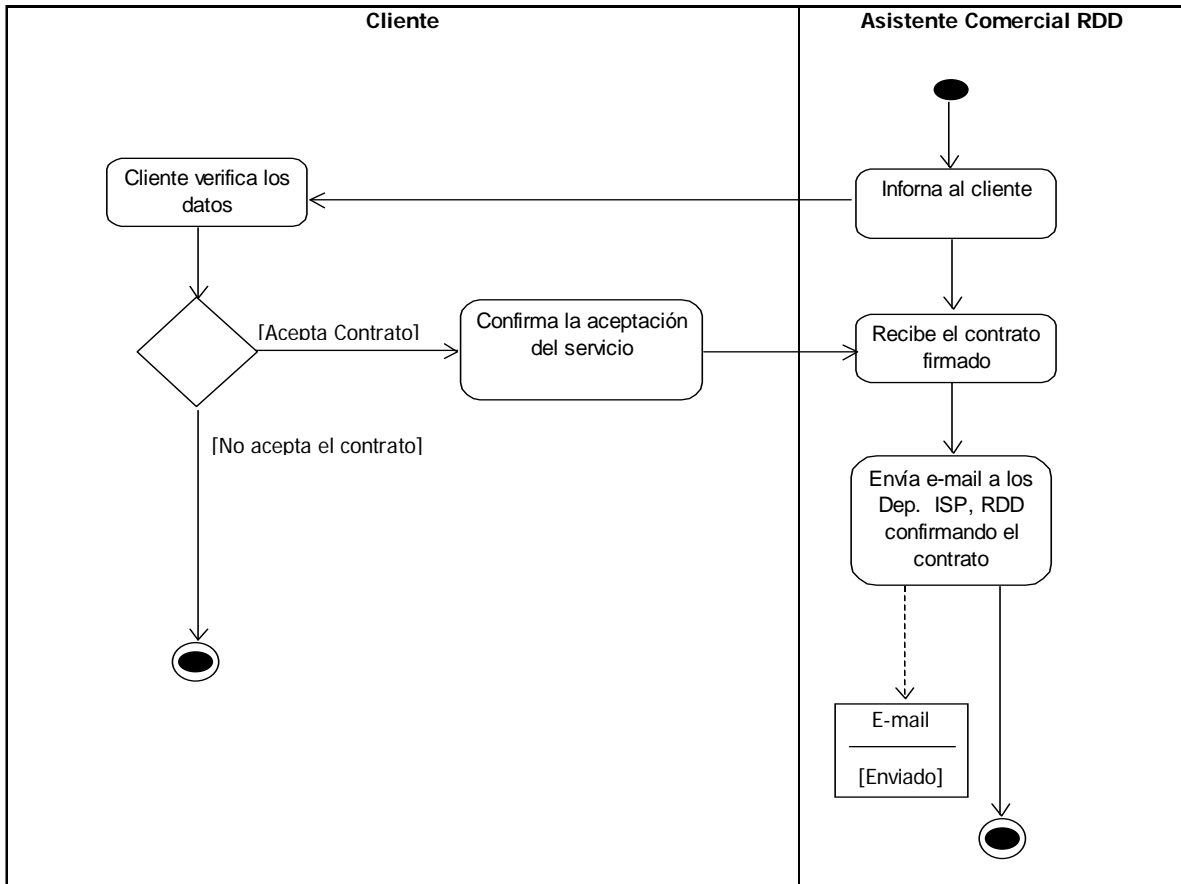 Cliente
Asistente Comercial RDD
Cliente verifica los
datos
Inforna al cliente
[Acepta Contrato]
Confirma la aceptación
del servicio
Recibe el contrato
firmado
[No acepta el contrato]
Envía e-mail a los
Dep. ISP, RDD
confirmando el
contrato
E-mail
[Enviado]